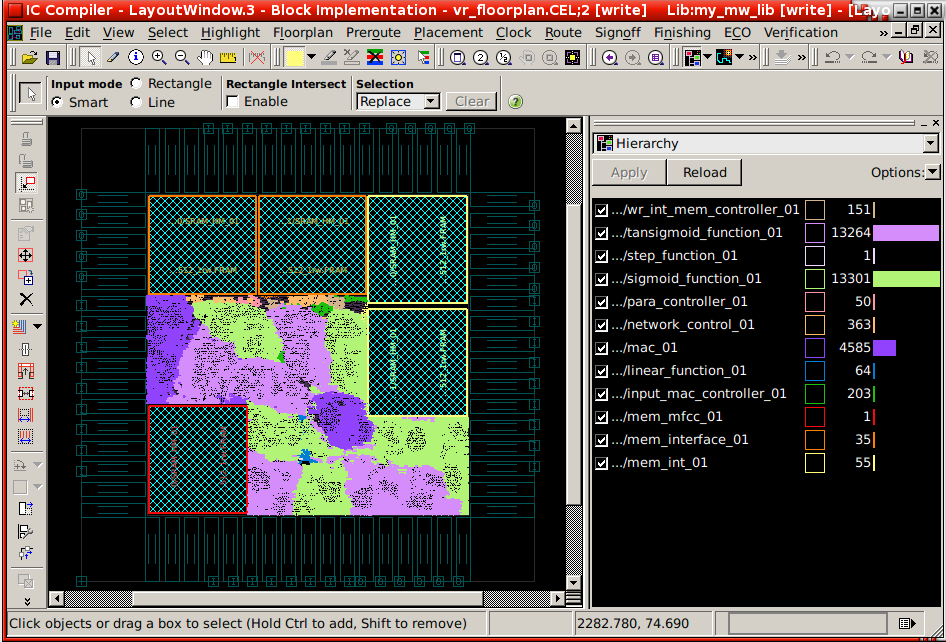 IC Compiler - LayoutWindow.3 - Block Implementation - vr_floorplan.CEL;2 [write] Lib:my_mw_lib [write] - [Layo
File Edit View Select Highlight Floorplan Preroute Placement Clock Route Signoff Finishing ECO Verification »
Input mode Rectangle Rectangle Intersect Selection
Smart Line Enable Replace Clear
Hierarchy
Apply Reload Options:
.../wr_int_mem_controller_01 151
.../tansigmoid_function_01 13264
.../step_function_01 1
.../sigmoid_function_01 13301
.../para_controller_01 50
.../network_control_01 363
.../mac_01 4585
.../linear_function_01 64
.../input_mac_controller_01 203
.../mem_mfcc_01 1
.../mem_interface_01 35
.../mem_int_01 55
Click objects or drag a box to select (Hold Ctrl to add, Shift to remove) 2282.780, 74.690